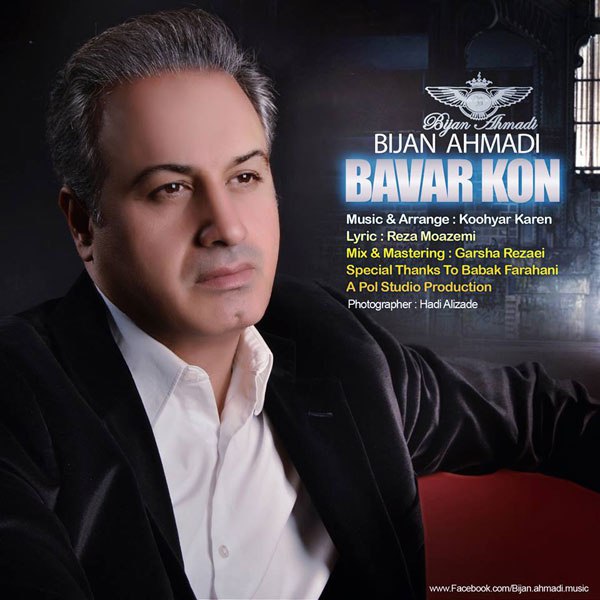 Bijan Ahmadi
BIJAN AHMADI
BAVAR KON
Music & Arrange : Koohyar Karen
Lyric : Reza Moazemi
Mix & Mastering : Garsha Rezaei
Special Thanks To Babak Farahani
A Pol Studio Production
Photographer : Hadi Alizade
www.Facebook.com/Bijan.ahmadi.music